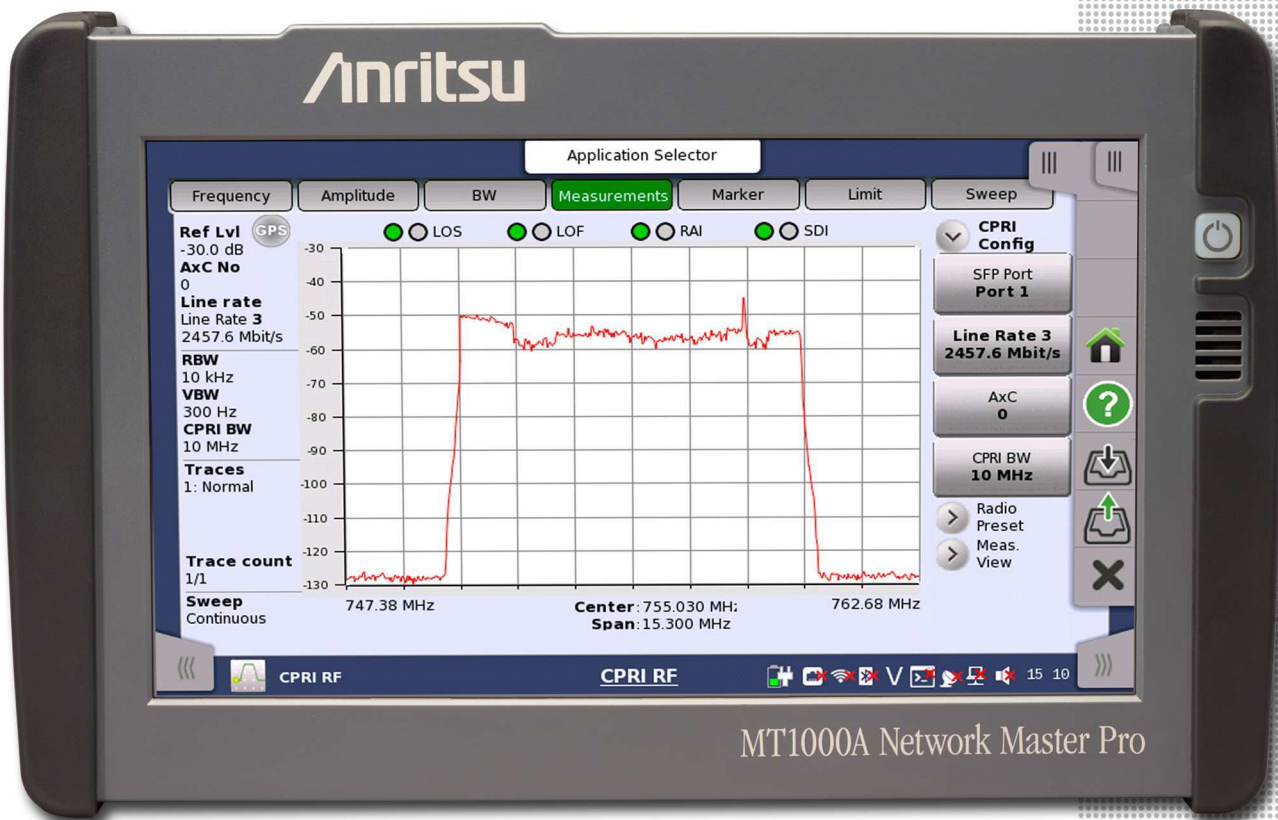 Anritsu
Application Selector
Frequency Amplitude BW Measurements Marker Limit Sweep
Ref Lvl GPS
-30.0 dB
AxC No
0
Line rate
Line Rate 3
2457.6 Mbit/s
RBW
10 kHz
VBW
300 Hz
CPRI BW
10 MHz
Traces
1: Normal
Trace count
1/1
Sweep
Continuous
LOS LOF RAI SDI
-30
-40
-50
-60
-70
-80
-90
-100
-110
-120
-130
747.38 MHz Center:755.030 MH: 762.68 MHz
Span:15.300 MHz
CPRI
Config
SFP Port
Port 1
Line Rate 3
2457.6 Mbit/s
AxC
0
CPRI BW
10 MHz
Radio
Preset
Meas.
View
CPRI RF CPRI RF 15 10
MT1000A Network Master Pro